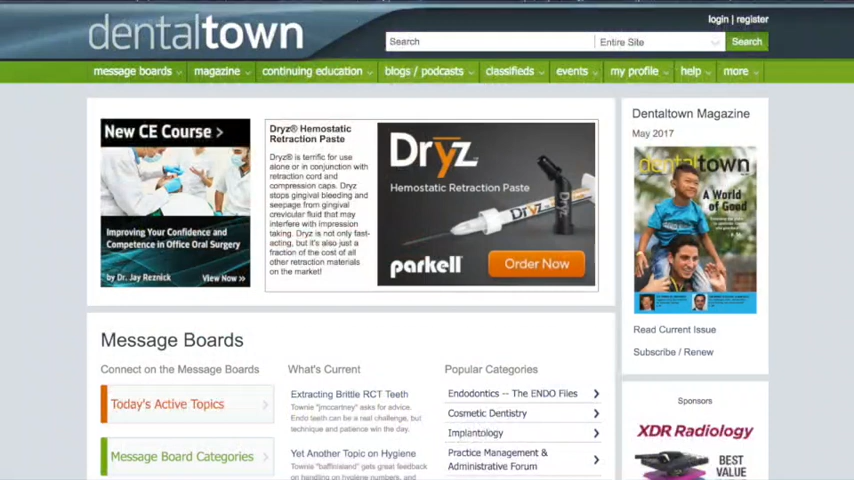 dentaltown
login | register
Search
Entire Site
Search
message boards
magazine
continuing education
blogs / podcasts
classifieds
events
my profile
help
more
New CE Course >
Improving Your Confidence and
Competence in Office Oral Surgery
by Dr. Jay Reznick
View Now >>
Dryz® Hemostatic
Retraction Paste
Dryz® is terrific for use
alone or in conjunction with
retraction cord and
compression caps. Dryz
stops gingival bleeding and
seepage from gingival
crevicular fluid that may
interfere with impression
taking. Dryz is not only fast-
acting, but it's also just a
fraction of the cost of all
other retraction materials
on the market!
Dryz
Hemostatic Retraction Paste
Dryz
Dryz
parkell
Order Now
Dentaltown Magazine
May 2017
dentaltown
A World
of Good
Read Current Issue
Subscribe / Renew
Message Boards
Connect on the Message Boards
Today's Active Topics
Message Board Categories
What's Current
Extracting Brittle RCT Teeth
Townie "jmccartney" asks for advice.
Endo teeth can be a real challenge, but
technique and patience win the day.
Yet Another Topic on Hygiene
Townie "baffinisland" gets great feedback
on handling on hygiene numbers, and
Popular Categories
Endodontics -- The ENDO Files
Cosmetic Dentistry
Implantology
Practice Management &
Administrative Forum
Sponsors
XDR Radiology
BEST
VALUE